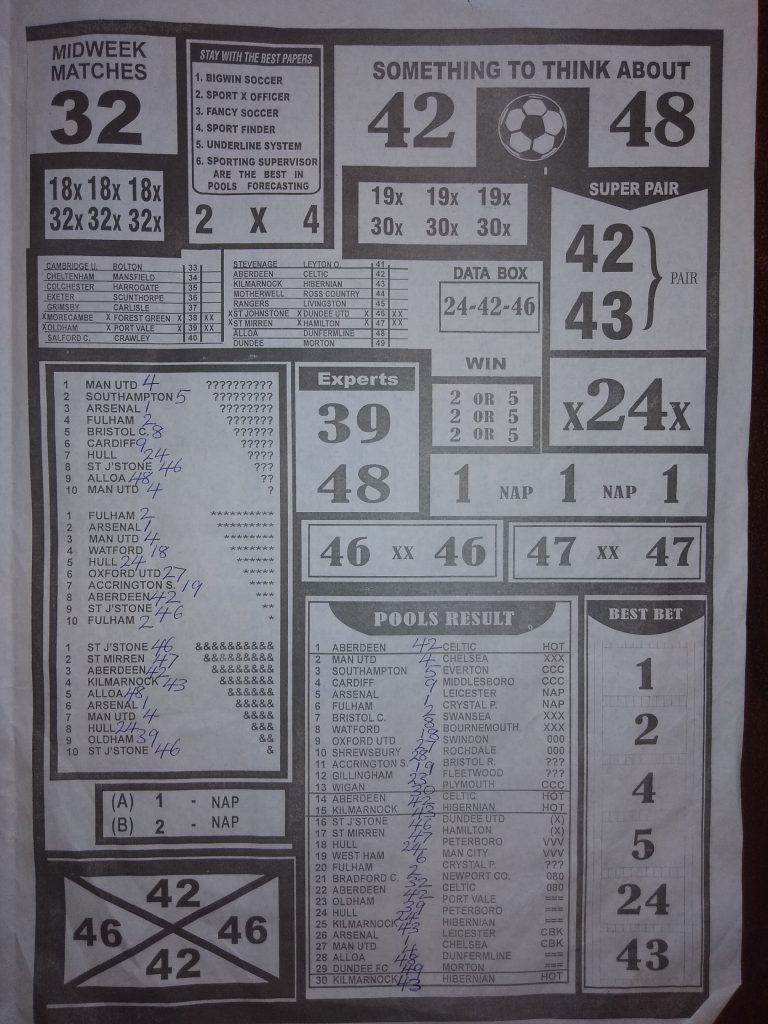 MIDWEEK
MATCHES
32
STAY WITH THE BEST PAPERS
1. BIGWIN SOCCER
2. SPORT X OFFICER
3. FANCY SOCCER
4. SPORT FINDER
5. UNDERLINE SYSTEM
6. SPORTING SUPERVISOR
ARE THE BEST IN
POOLS FORECASTING
2 X 4
SOMETHING TO THINK ABOUT
42 48
18x 18x 18x
32x 32x 32x
19x 19x 19x
30x 30x 30x
SUPER PAIR
42
43
PAIR
CAMBRIDGE U. BOLTON 33
CHELTENHAM MANSFIELD 34
COLCHESTER HARROGATE 35
EXETER SCUNTHORPE 36
GRIMSBY CARLISLE 37
XMORECAMBE X FOREST GREEN X 38 XX
XOLDHAM X PORT VALE X 39 XX
SALFORD C. CRAWLEY 40
STEVENAGE LEYTON O. 41
ABERDEEN CELTIC 42
KILMARNOCK HIBERNIAN 43
MOTHERWELL ROSS COUNTRY 44
RANGERS LIVINGSTON 45
XST JOHNSTONE X DUNDEE UTD X 46 XX
XST MIRREN X HAMILTON X 47 XX
ALLOA DUNFERMLINE 48
DUNDEE MORTON 49
DATA BOX
24-42-46
WIN
2 OR 5
2 OR 5
2 OR 5
X24X
1 MAN UTD 4 ??????????
2 SOUTHAMPTON 5 ?????????
3 ARSENAL 1 ????????
4 FULHAM 2 ???????
5 BRISTOL C. 8 ??????
6 CARDIFF 9 ?????
7 HULL 24 ????
8 ST J'STONE 46 ???
9 ALLOA 48 ??
10 MAN UTD 4 ?
1 FULHAM 2 **********
2 ARSENAL 1 *********
3 MAN UTD 4 ********
4 WATFORD 18 *******
5 HULL 24 ******
6 OXFORD UTD 27 *****
7 ACCRINGTON S. 19 ****
8 ABERDEEN 42 ***
9 ST J'STONE 46 **
10 FULHAM 2 *
1 ST J'STONE 46 &&&&&&&&&&
2 ST MIRREN 47 &&&&&&&&&
3 ABERDEEN 42 &&&&&&&&
4 KILMARNOCK 43 &&&&&&&
5 ALLOA 48 &&&&&&
6 ARSENAL 1 &&&&&
7 MAN UTD 4 &&&&
8 HULL 24 &&&
9 OLDHAM 39 &&
10 ST J'STONE 46 &
Experts
39
48
1 NAP 1 NAP 1
46 XX 46
47 XX 47
(A) 1 - NAP
(B) 2 - NAP
42
46 46
42
POOLS RESULT
1 ABERDEEN 42 CELTIC HOT
2 MAN UTD 4 CHELSEA XXX
3 SOUTHAMPTON 5 EVERTON CCC
4 CARDIFF 9 MIDDLESBORO CCC
5 ARSENAL 1 LEICESTER NAP
6 FULHAM 2 CRYSTAL P. NAP
7 BRISTOL C. 8 SWANSEA XXX
8 WATFORD 18 BOURNEMOUTH XXX
9 OXFORD UTD 27 SWINDON 000
10 SHREWSBURY 28 ROCHDALE 000
11 ACCRINGTON S. 19 BRISTOL R. ???
12 GILLINGHAM 23 FLEETWOOD ???
13 WIGAN 30 PLYMOUTH CCC
14 ABERDEEN 42 CELTIC HOT
15 KILMARNOCK 43 HIBERNIAN HOT
16 ST J'STONE 46 DUNDEE UTD (X)
17 ST MIRREN 47 HAMILTON (X)
18 HULL 24 PETERBORO VVV
19 WEST HAM 6 MAN CITY VVV
20 FULHAM 2 CRYSTAL P. ???
21 BRADFORD C. 32 NEWPORT CO. 080
22 ABERDEEN 42 CELTIC 080
23 OLDHAM 39 PORT VALE ===
24 HULL 24 PETERBORO ===
25 KILMARNOCK 43 HIBERNIAN ===
26 ARSENAL 1 LEICESTER CBK
27 MAN UTD 4 CHELSEA CBK
28 ALLOA 48 DUNFERMLINE ===
29 DUNDEE FC 49 MORTON ===
30 KILMARNOCK 43 HIBERNIAN HOT
BEST BET
1
2
4
5
24
43